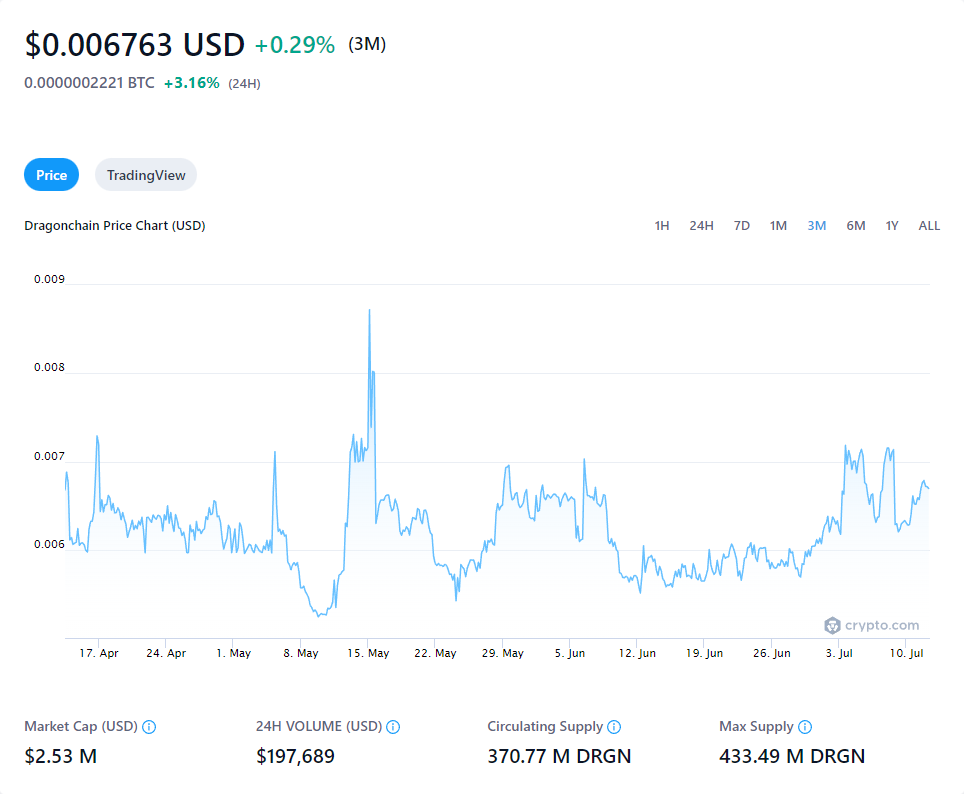 $0.006763 USD +0.29% (3M)
0.0000002221 BTC +3.16% (24H)
Price TradingView
Dragonchain Price Chart (USD) 1H 24H 7D 1M 3M 6M 1Y ALL
0.009
0.008
0.007
0.006
crypto.com
17. Apr 24. Apr 1. May 8. May 15. May 22. May 29. May 5. Jun 12. Jun 19. Jun 26. Jun 3. Jul 10. Jul
Market Cap (USD) 24H VOLUME (USD) Circulating Supply Max Supply
$2.53 M $197,689 370.77 M DRGN 433.49 M DRGN